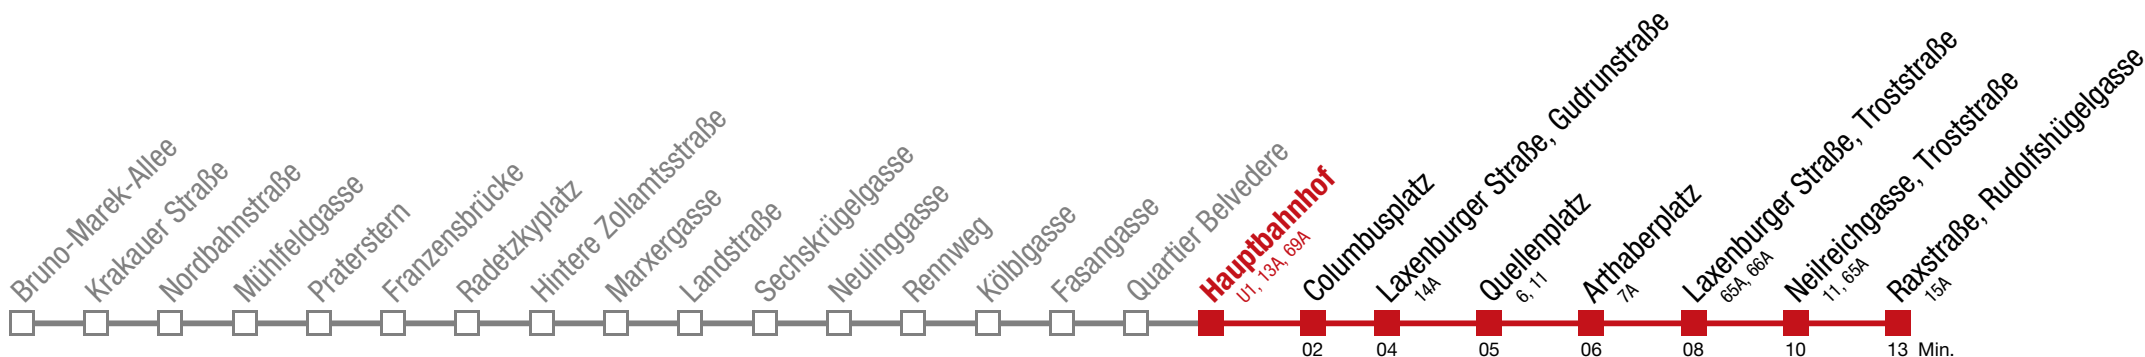 Bruno-Marek-Allee
Krakauer Straße
Nordbahnstraße
Mühlfeldgasse
Praterstern
Franzensbrücke
Radetzkyplatz
Hintere Zollamtsstraße
Marxergasse
Landstraße
Sechskrügelgasse
Neulinggasse
Rennweg
Kölblgasse
Fasangasse
Quartier Belvedere
Hauptbahnhof
U1, 13A, 69A
Columbusplatz
Laxenburger Straße, Gudrunstraße
14A
Quellenplatz
6, 11
Arthaberplatz
7A
Laxenburger Straße, Troststraße
65A, 66A
Neilreichgasse, Troststraße
11, 65A
Raxstraße, Rudolfshügelgasse
15A
02 04 05 06 08 10 13 Min.